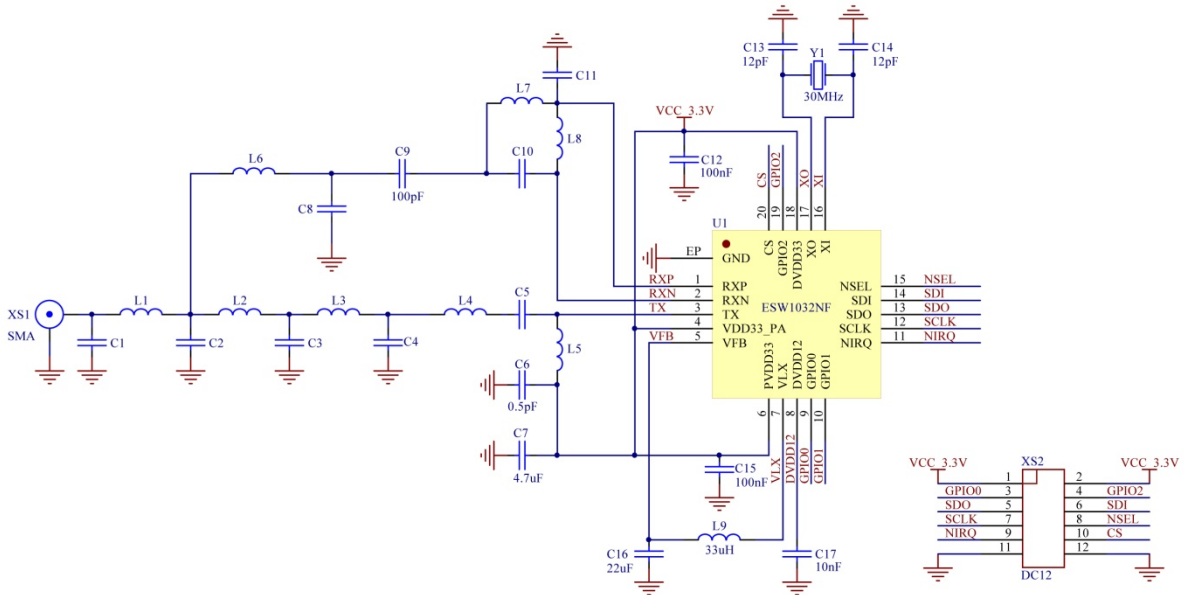 C13
12pF
Y1
C14
12pF
30MHz
C11
L7
L8
VCC_3.3V
C9
100pF
C10
L6
C8
C12
100nF
CS
GPIO2
XO
XI
20
19
18
17
16
U1
EP
GND
CS
GPIO2
DVDD33
XO
XI
RXP
1
RXP
RXN
2
RXN
TX
3
TX
4
VDD33_PA
VFB
5
VFB
ESW1032NF
NSEL
15
NSEL
SDI
14
SDI
SDO
13
SDO
SCLK
12
SCLK
NIRQ
11
NIRQ
PVDD33
VLX
DVDD12
GPIO0
GPIO1
6
7
8
9
10
VLX
DVDD12
GPIO0
GPIO1
XS1
SMA
L1
L2
L3
L4
C5
C1
C2
C3
C4
L5
C6
0.5pF
C7
4.7uF
C15
100nF
L9
33uH
C16
22uF
C17
10nF
VCC_3.3V
XS2
VCC_3.3V
1
2
GPIO0
3
4
GPIO2
SDO
5
6
SDI
SCLK
7
8
NSEL
NIRQ
9
10
CS
11
12
DC12